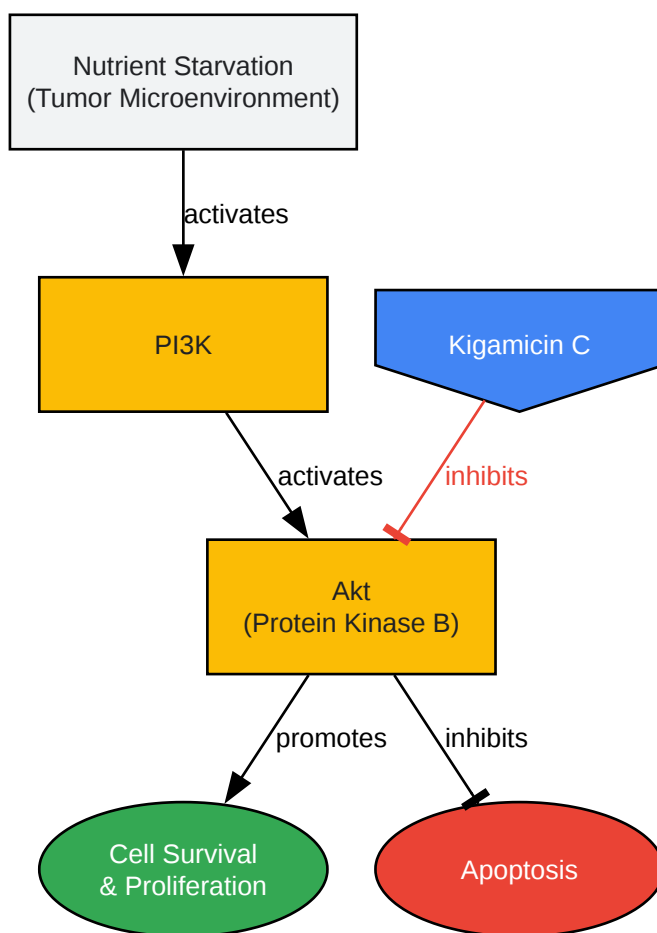 Nutrient Starvation
(Tumor Microenvironment)
activates
PI3K
Kigamicin C
activates
inhibits
Akt
(Protein Kinase B)
promotes
inhibits
Cell Survival
& Proliferation
Apoptosis